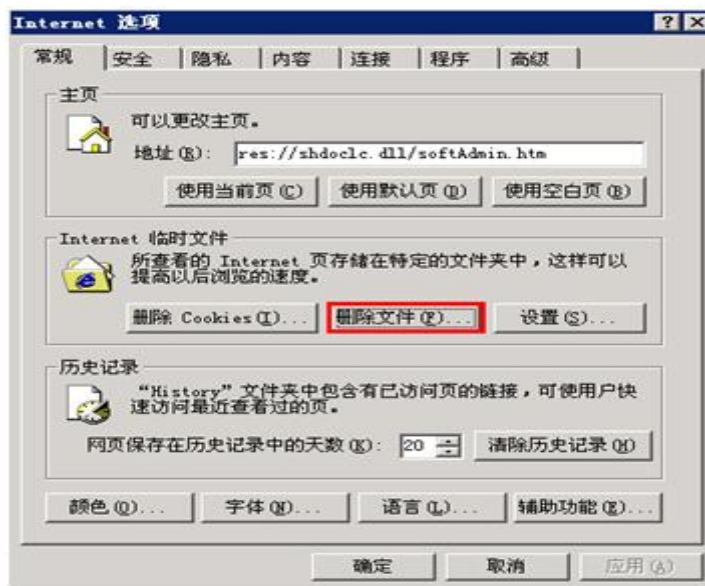 Internet 选项
常规 安全 隐私 内容 连接 程序 高级
主页
可以更改主页。
地址(R): res://shdoclc.dll/softAdmin.htm
使用当前页(C) 使用默认页(D) 使用空白页(B)
Internet 临时文件
所查看的 Internet 页存储在特定的文件夹中，这样可以
提高以后浏览的速度。
删除 Cookies(I)... 删除文件(F)... 设置(S)...
历史记录
“History”文件夹中包含有已访问页的链接，可使用户快
速访问最近查看过的页。
网页保存在历史记录中的天数(K): 20 清除历史记录(H)
颜色(O)... 字体(N)... 语言(L)... 辅助功能(E)...
确定 取消 应用(A)